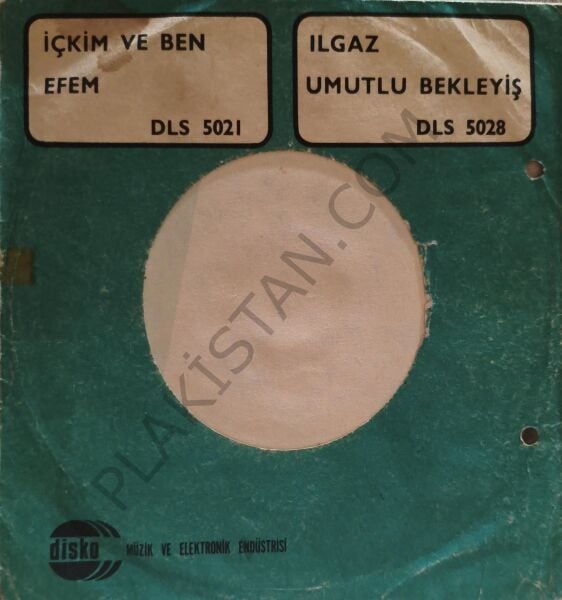 İÇKİM VE BEN
EFEM
DLS 5021
ILGAZ
UMUTLU BEKLEYİŞ
DLS 5028
PLAKİSTAN.COM
disko
MÜZİK VE ELEKTRONİK ENDÜSTRİSİ